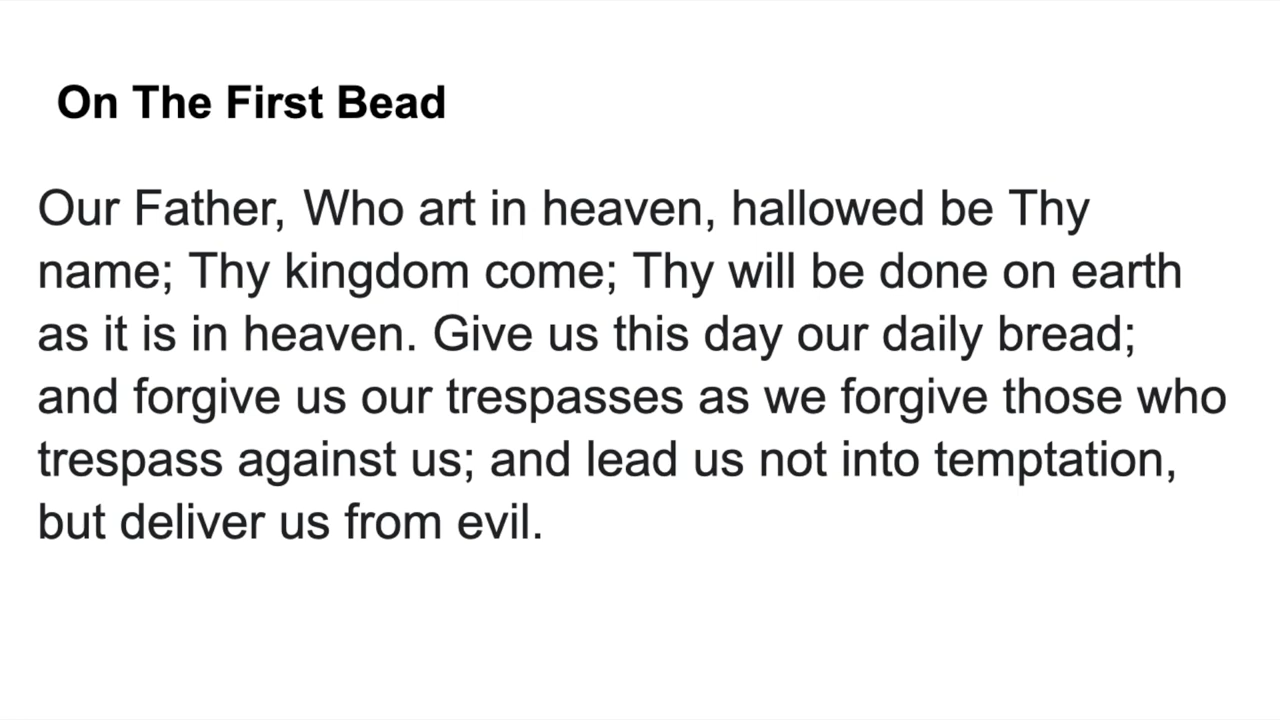 On The First Bead
Our Father, Who art in heaven, hallowed be Thy
name; Thy kingdom come; Thy will be done on earth
as it is in heaven. Give us this day our daily bread;
and forgive us our trespasses as we forgive those who
trespass against us; and lead us not into temptation,
but deliver us from evil.